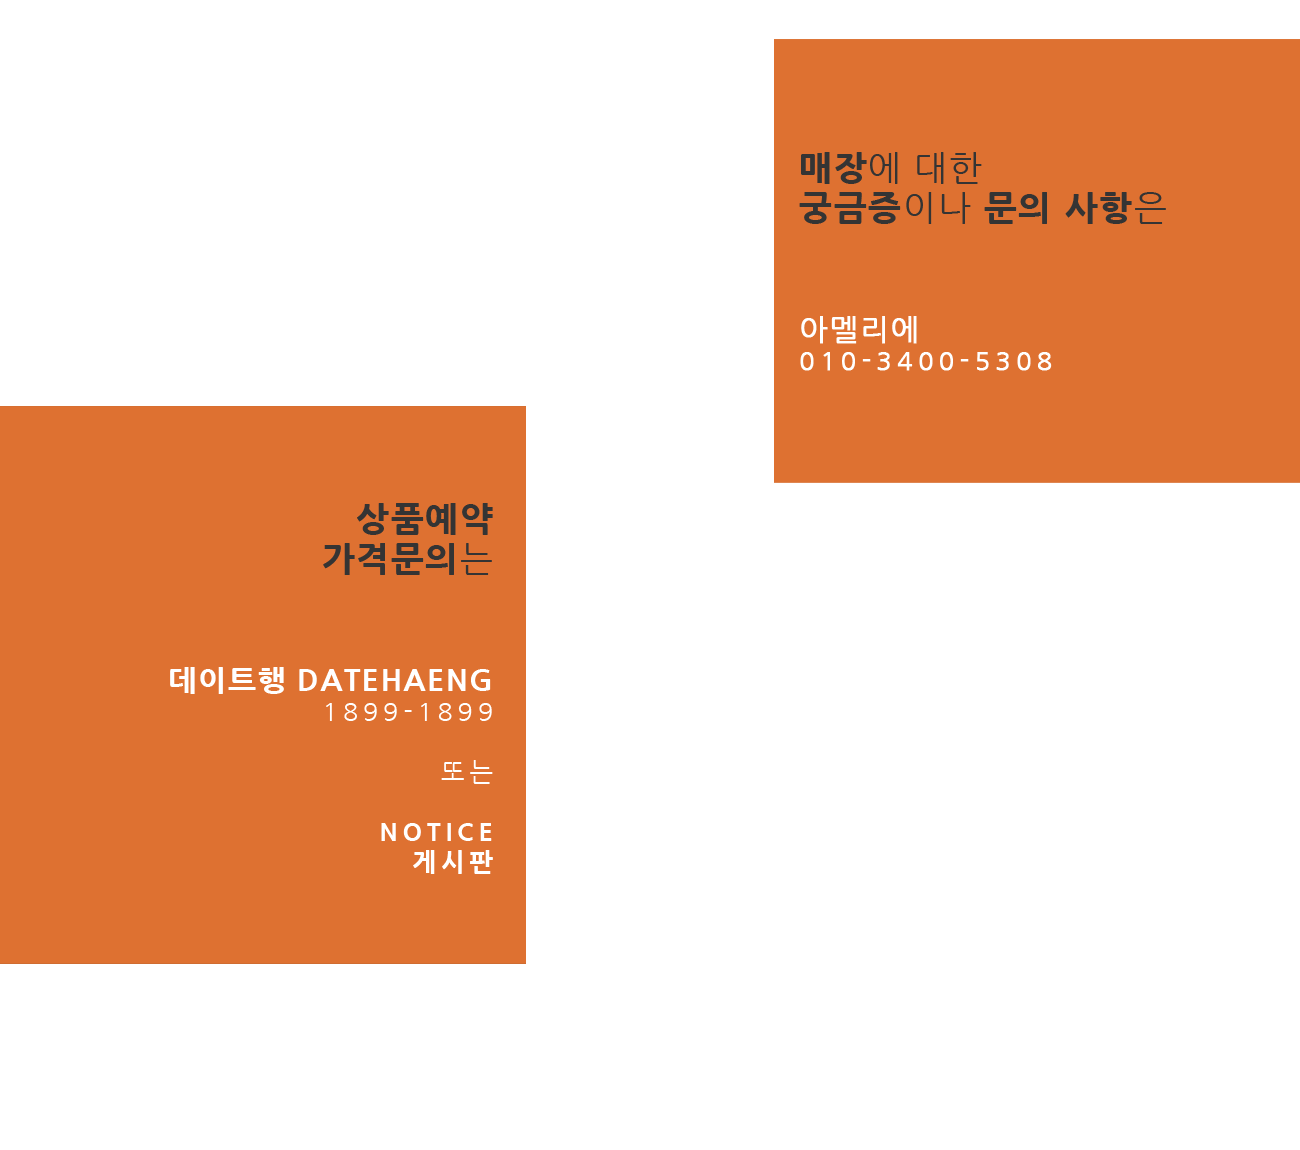 매장에 대한
궁금증이나 문의 사항은
아멜리에
010-3400-5308
상품예약
가격문의는
데이트행 DATEHAENG
1899-1899
또는
NOTICE
게시판